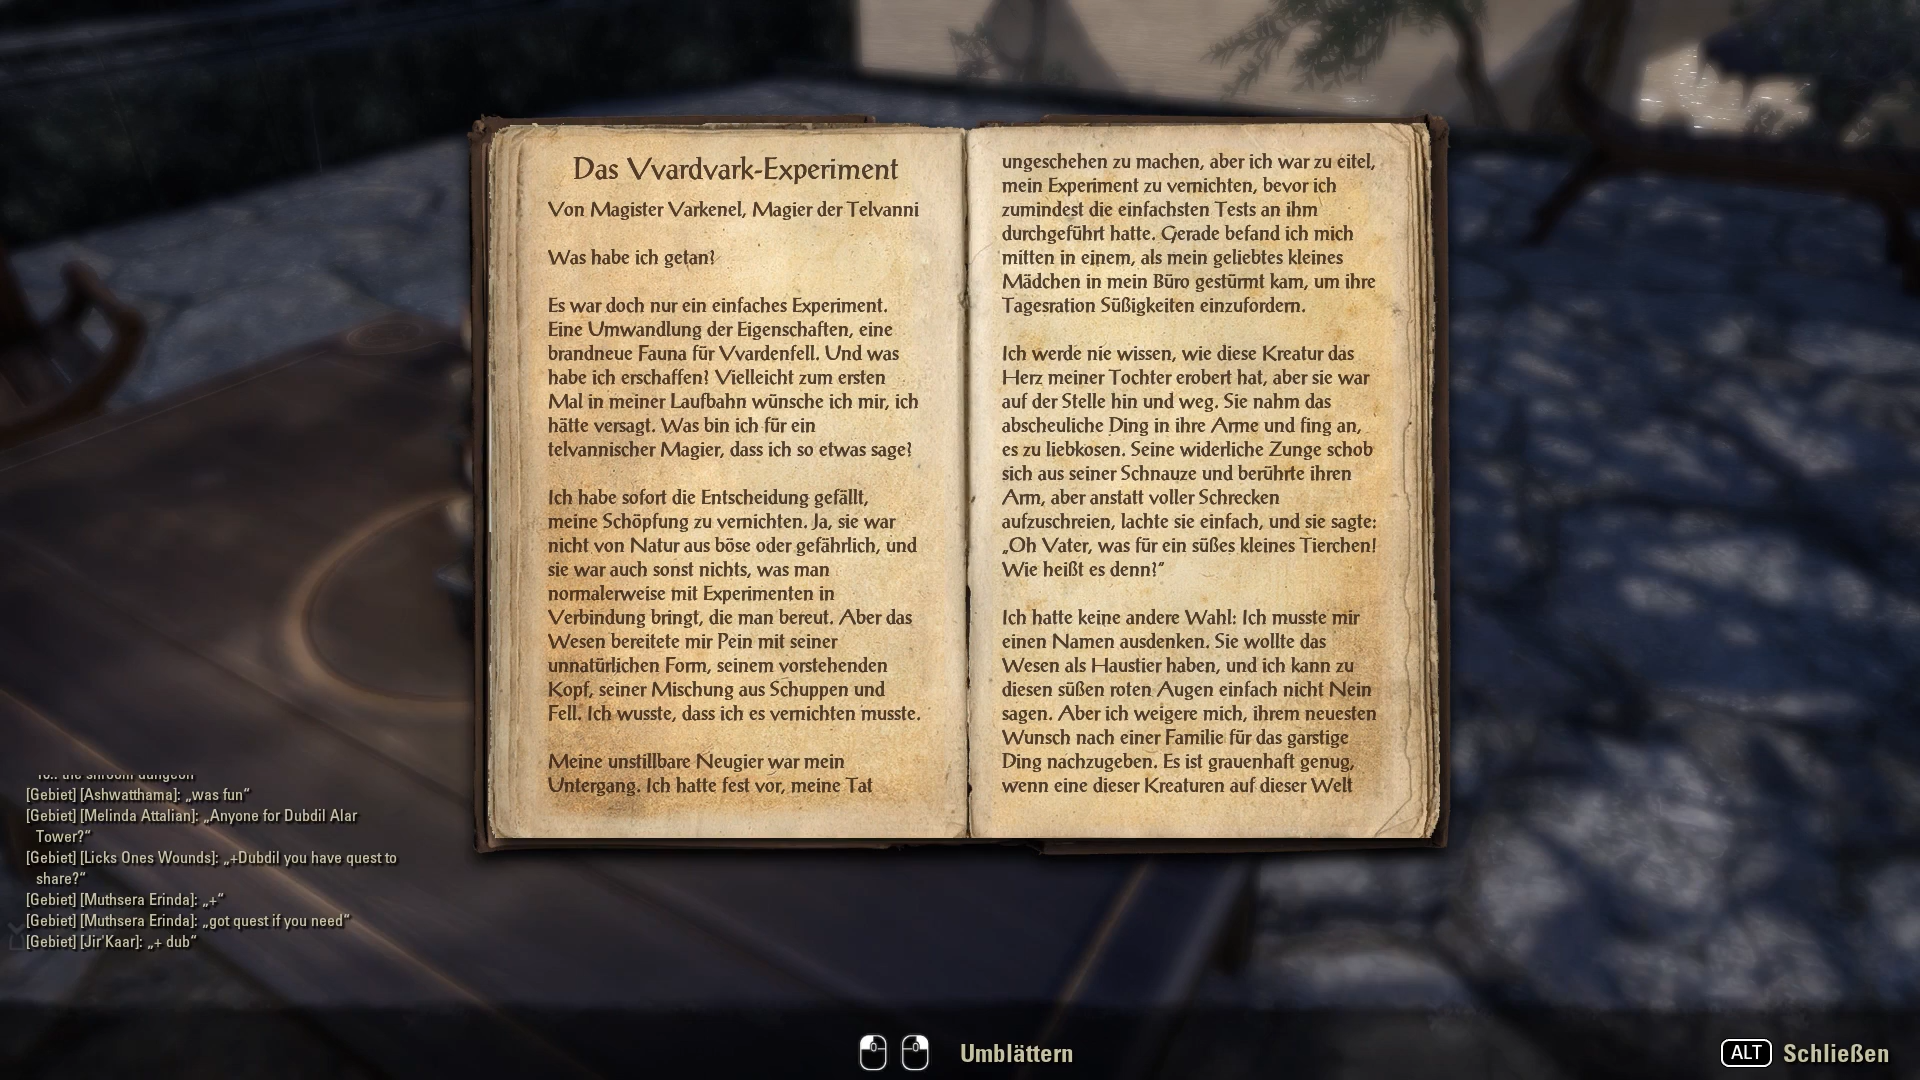 Das Vvardvark-Experiment
Von Magister Varkenel, Magier der Telvanni
Was habe ich getan?
Es war doch nur ein einfaches Experiment.
Eine Umwandlung der Eigenschaften, eine
brandneue Fauna für Vvardenfell. Und was
habe ich erschaffen? Vielleicht zum ersten
Mal in meiner Laufbahn wünsche ich mir, ich
hätte versagt. Was bin ich für ein
telvannischer Magier, dass ich so etwas sage?
Ich habe sofort die Entscheidung gefällt,
meine Schöpfung zu vernichten. Ja, sie war
nicht von Natur aus böse oder gefährlich, und
sie war auch sonst nichts, was man
normalerweise mit Experimenten in
Verbindung bringt, die man bereut. Aber das
Wesen bereitete mir Pein mit seiner
unnatürlichen Form, seinem vorstehenden
Kopf, seiner Mischung aus Schuppen und
Fell. Ich wusste, dass ich es vernichten musste.
Meine unstillbare Neugier war mein
Untergang. Ich hatte fest vor, meine Tat
ungeschehen zu machen, aber ich war zu eitel,
mein Experiment zu vernichten, bevor ich
zumindest die einfachsten Tests an ihm
durchgeführt hatte. Gerade befand ich mich
mitten in einem, als mein geliebtes kleines
Mädchen in mein Büro gestürmt kam, um ihre
Tagesration Süßigkeiten einzufordern.
Ich werde nie wissen, wie diese Kreatur das
Herz meiner Tochter erobert hat, aber sie war
auf der Stelle hin und weg. Sie nahm das
abscheuliche Ding in ihre Arme und fing an,
es zu liebkosen. Seine widerliche Zunge schob
sich aus seiner Schnauze und berührte ihren
Arm, aber anstatt voller Schrecken
aufzuschreien, lachte sie einfach, und sie sagte:
„Oh Vater, was für ein süßes kleines Tierchen!
Wie heißt es denn?“
Ich hatte keine andere Wahl: Ich musste mir
einen Namen ausdenken. Sie wollte das
Wesen als Haustier haben, und ich kann zu
diesen süßen roten Augen einfach nicht Nein
sagen. Aber ich weigere mich, ihrem neuesten
Wunsch nach einer Familie für das garstige
Ding nachzugeben. Es ist grauenhaft genug,
wenn eine dieser Kreaturen auf dieser Welt
the shroom dungeon
[Gebiet] [Ashwatthama]: „was fun“
[Gebiet] [Melinda Attalian]: „Anyone for Dubdil Alar
Tower?“
[Gebiet] [Licks Ones Wounds]: „+Dubdil you have quest to
share?“
[Gebiet] [Muthsera Erinda]: „+“
[Gebiet] [Muthsera Erinda]: „got quest if you need“
[Gebiet] [Jir'Kaar]: „+ dub“
Umblättern
ALT Schließen